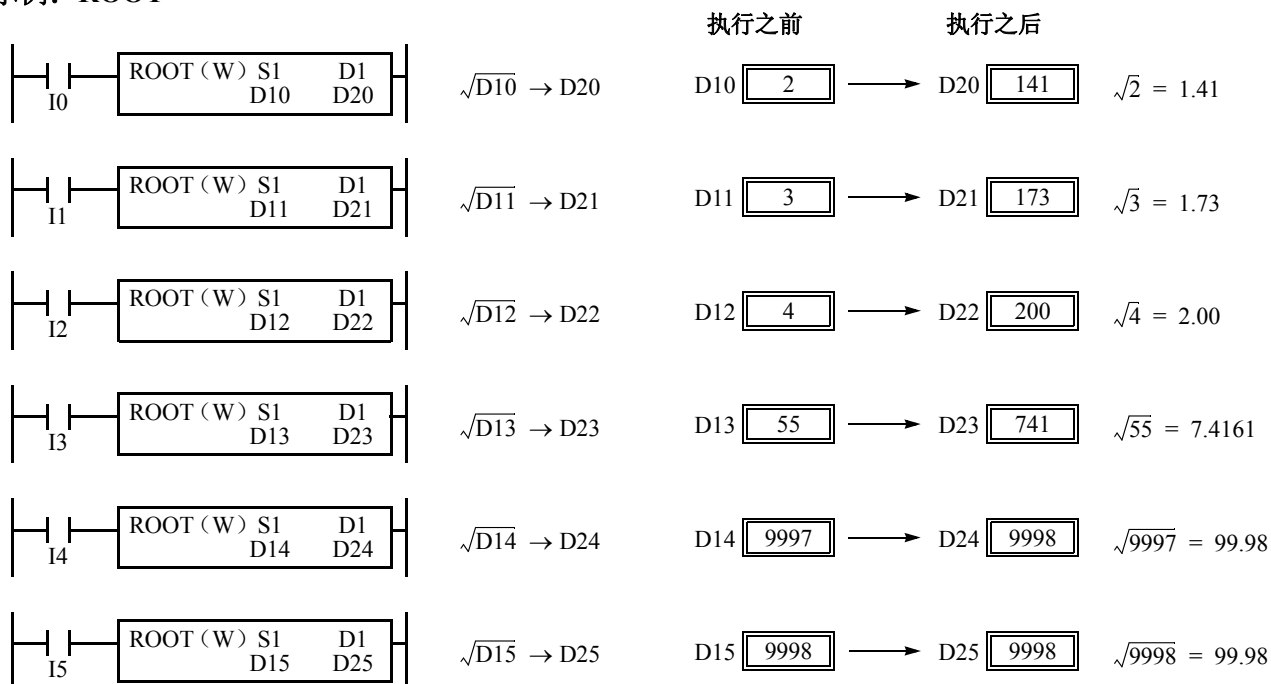 示例：ROOT
执行之前 执行之后
ROOT（W） S1 D1
I0 D10 D20 √D10 → D20 D10 2 D20 141 √2 = 1.41
ROOT（W） S1 D1
I1 D11 D21 √D11 → D21 D11 3 D21 173 √3 = 1.73
ROOT（W） S1 D1
I2 D12 D22 √D12 → D22 D12 4 D22 200 √4 = 2.00
ROOT（W） S1 D1
I3 D13 D23 √D13 → D23 D13 55 D23 741 √55 = 7.4161
ROOT（W） S1 D1
I4 D14 D24 √D14 → D24 D14 9997 D24 9998 √9997 = 99.98
ROOT（W） S1 D1
I5 D15 D25 √D15 → D25 D15 9998 D25 9998 √9998 = 99.98